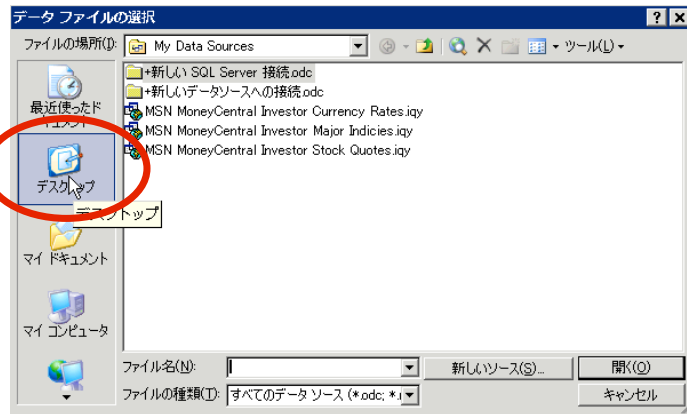 データ ファイルの選択
ファイルの場所(I): My Data Sources ツール(L)
+新しい SQL Server 接続.odc
+新しいデータソースへの接続.odc
MSN MoneyCentral Investor Currency Rates.iqy
MSN MoneyCentral Investor Major Indicies.iqy
MSN MoneyCentral Investor Stock Quotes.iqy
最近使ったド
キュメント
デスクトップ
デスクトップ
マイ ドキュメント
マイ コンピュータ
ファイル名(N): 新しいソース(S)... 開く(O)
ファイルの種類(T): すべてのデータ ソース (*.odc; *. キャンセル